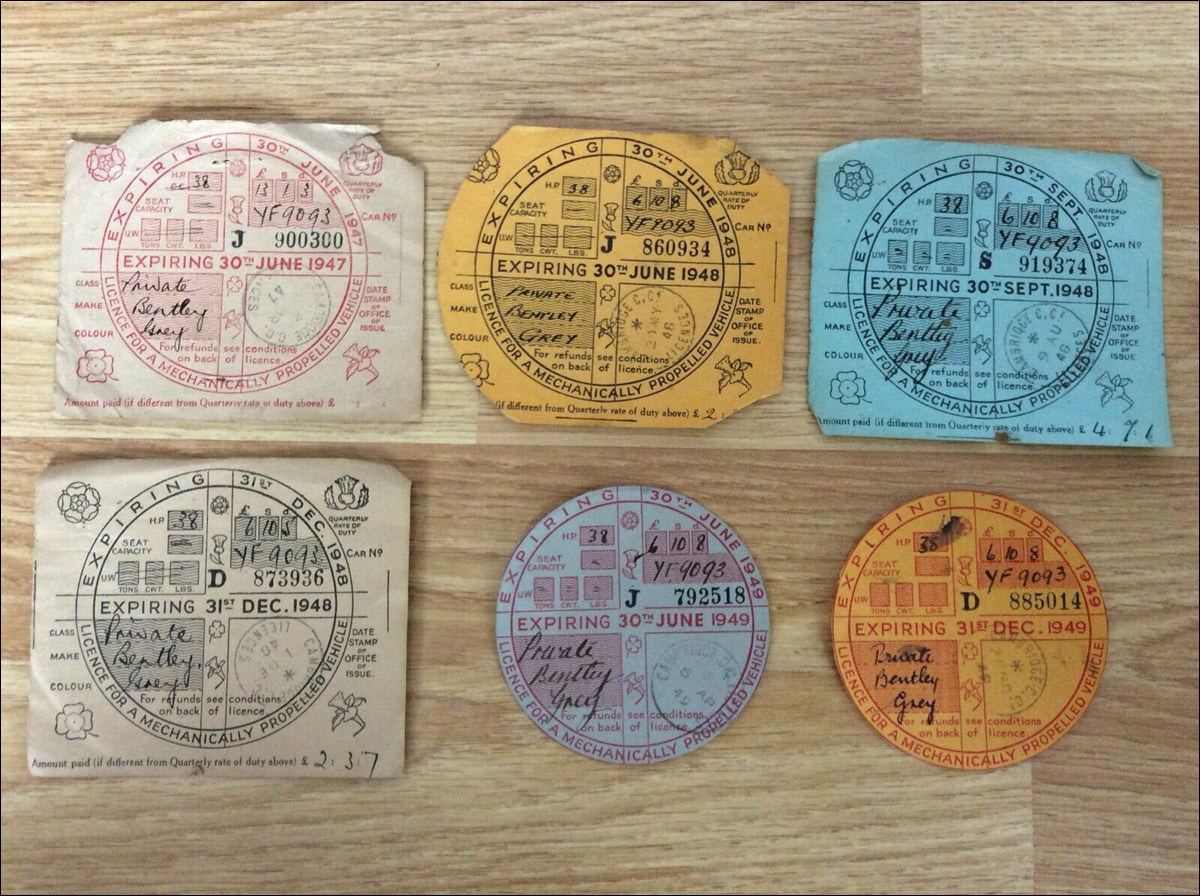 EXPIRING 30TH JUNE 1947
H.P. 38
£ s d
13 1 3
QUARTERLY RATE OF DUTY
SEAT CAPACITY
YF9093 CAR No
U.W
TONS CWT. LBS.
J 900300
EXPIRING 30TH JUNE 1947
CLASS Private
MAKE Bentley
COLOUR Grey
DATE STAMP OF OFFICE OF ISSUE
For refunds see conditions
on back of licence.
LICENCE FOR A MECHANICALLY PROPELLED VEHICLE
Amount paid (if different from Quarterly rate of duty above) £
EXPIRING 30TH JUNE 1948
H.P. 38
£ s d
6 10 8
QUARTERLY RATE OF DUTY
SEAT CAPACITY
YF9093 CAR No
U.W
TONS CWT. LBS.
J 860934
EXPIRING 30TH JUNE 1948
CLASS PRIVATE
MAKE BENTLEY
COLOUR GREY
DATE STAMP OF OFFICE OF ISSUE.
For refunds see conditions
on back of licence.
LICENCE FOR A MECHANICALLY PROPELLED VEHICLE
(if different from Quarterly rate of duty above) £ 2:
EXPIRING 30TH SEPT. 1948
H.P. 38
£ s d
6 10 8
QUARTERLY RATE OF DUTY
SEAT CAPACITY
YF9093 CAR No
U.W
TONS CWT. LBS.
S 919374
EXPIRING 30TH SEPT. 1948
CLASS Private
MAKE Bentley
COLOUR Grey
DATE STAMP OF OFFICE OF ISSUE.
For refunds see conditions
on back of licence.
LICENCE FOR A MECHANICALLY PROPELLED VEHICLE
Amount paid (if different from Quarterly rate of duty above) £ 4:
EXPIRING 31ST DEC. 1948
H.P. 38
£ s d
6 10
QUARTERLY RATE OF DUTY
SEAT CAPACITY
YF9093 CAR No
U.W
TONS CWT. LBS.
D 873936
EXPIRING 31ST DEC. 1948
CLASS Private
MAKE Bentley
COLOUR Grey
DATE STAMP OF OFFICE OF ISSUE
For refunds see conditions
on back of licence.
LICENCE FOR A MECHANICALLY PROPELLED VEHICLE
Amount paid (if different from Quarterly rate of duty above) £ 2:3:7
EXPIRING 30TH JUNE 1949
H.P. 38
£ s d
6 10 8
SEAT CAPACITY
YF9093
U.W
TONS CWT. LBS.
J 792518
EXPIRING 30TH JUNE 1949
Private
Bentley
Grey
For refunds see conditions
on back of licence.
LICENCE FOR A MECHANICALLY PROPELLED VEHICLE
EXPIRING 31ST DEC. 1949
H.P. 38
£ s d
6 10 8
SEAT CAPACITY
YF9093
U.W
TONS CWT. LBS.
D 885014
EXPIRING 31ST DEC. 1949
Private
Bentley
Grey
For refunds see conditions
on back of licence.
LICENCE FOR A MECHANICALLY PROPELLED VEHICLE